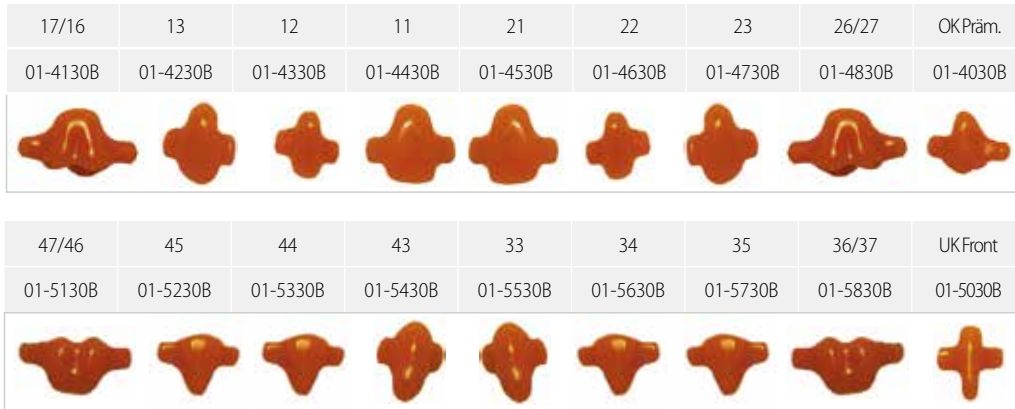 17/16 13 12 11 21 22 23 26/27 OK Präm.
01-4130B 01-4230B 01-4330B 01-4430B 01-4530B 01-4630B 01-4730B 01-4830B 01-4030B
47/46 45 44 43 33 34 35 36/37 UK Front
01-5130B 01-5230B 01-5330B 01-5430B 01-5530B 01-5630B 01-5730B 01-5830B 01-5030B